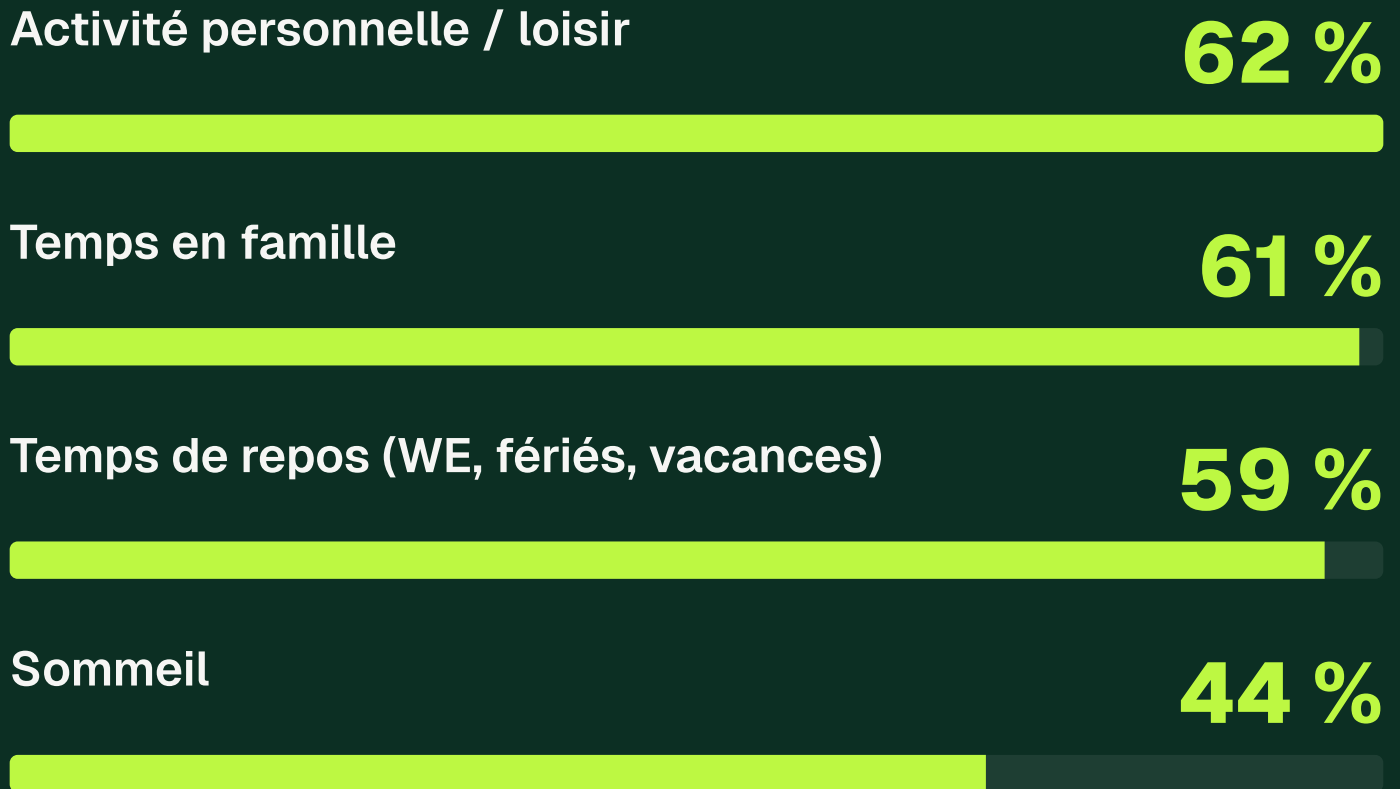 Activité personnelle / loisir
62 %
Temps en famille
61 %
Temps de repos (WE, fériés, vacances)
59 %
Sommeil
44 %